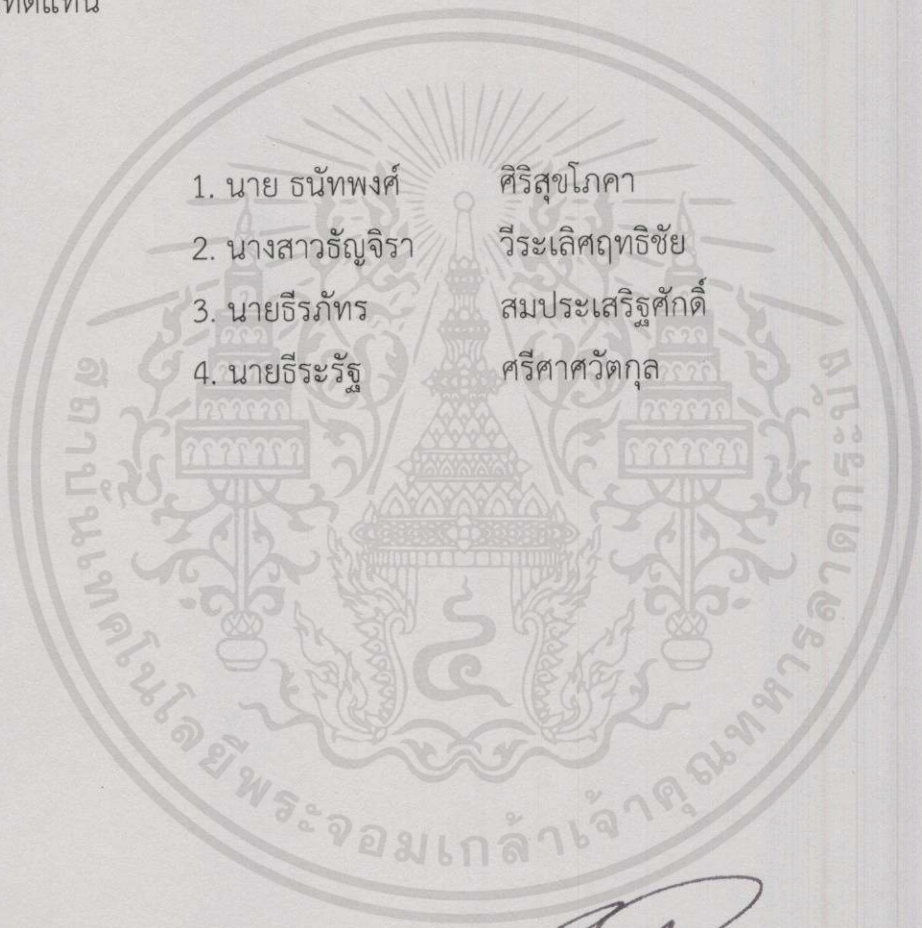 ทดแทน
1. นาย ธนัทพงศ์ ศิริสุขโภคา
2. นางสาวธัญจิรา วีระเลิศฤทธิชัย
3. นายธีรภัทร สมประเสริฐศักดิ์
4. นายธีระรัฐ ศรีศาศวัตกุล
๔
สถาบันเทคโนโลยีพระจอมเกล้าเจ้าคุณทหารลาดกระบัง